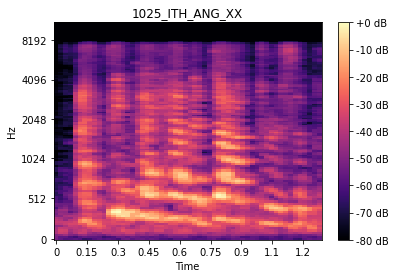 1025_ITH_ANG_XX
+0 dB
8192
-10 dB
4096
-20 dB
-30 dB
2048
Hz
-40 dB
1024
-50 dB
512
-60 dB
-70 dB
0
-80 dB
0 0.15 0.3 0.45 0.6 0.75 0.9 1.1 1.2
Time